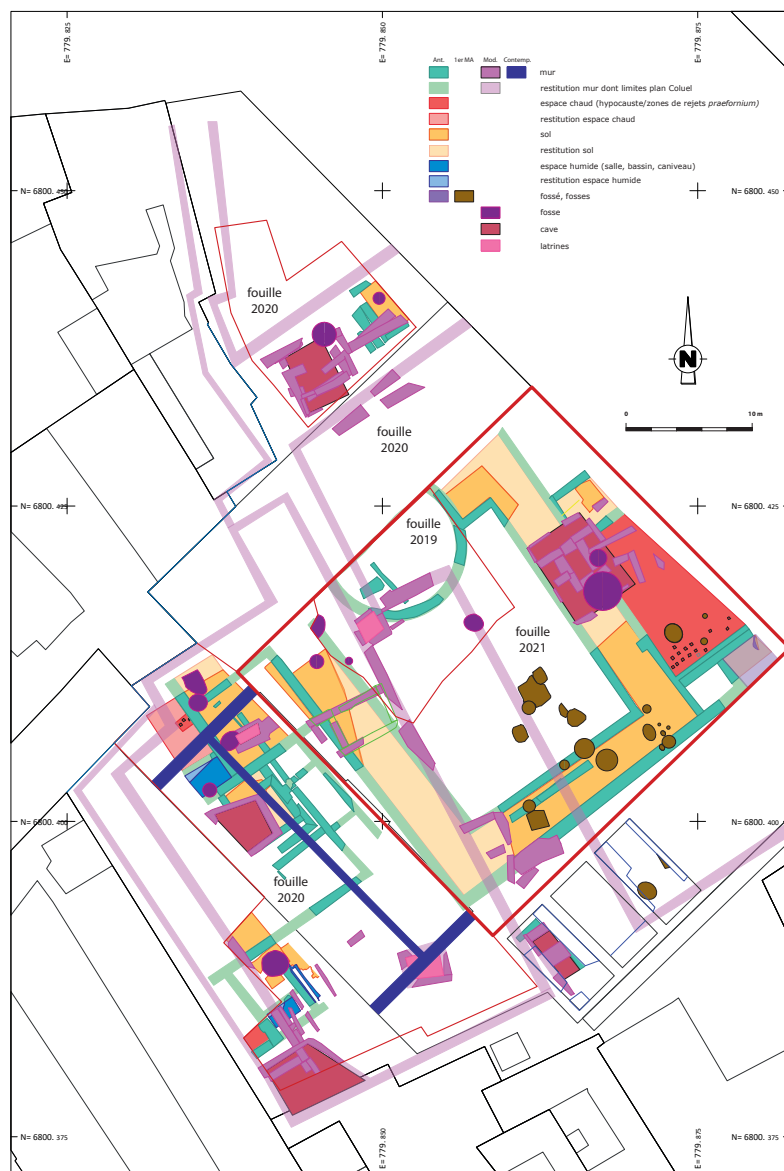 E= 779. 825
E= 779. 850
E= 779. 875
Ant. 1er MA Mod. Contemp.
mur
restitution mur dont limites plan Coluel
espace chaud (hypocauste/zones de rejets praefornium)
restitution espace chaud
sol
restitution sol
espace humide (salle, bassin, caniveau)
restitution espace humide
fossé, fosses
fosse
cave
latrines
N= 6800. 450
N= 6800. 450
fouille
2020
N
0 10 m
fouille
2020
N= 6800. 425
N= 6800. 425
fouille
2019
fouille
2021
N= 6800. 400
N= 6800. 400
fouille
2020
N= 6800. 375
N= 6800. 375
E= 779. 825
E= 779. 850
E= 779. 875